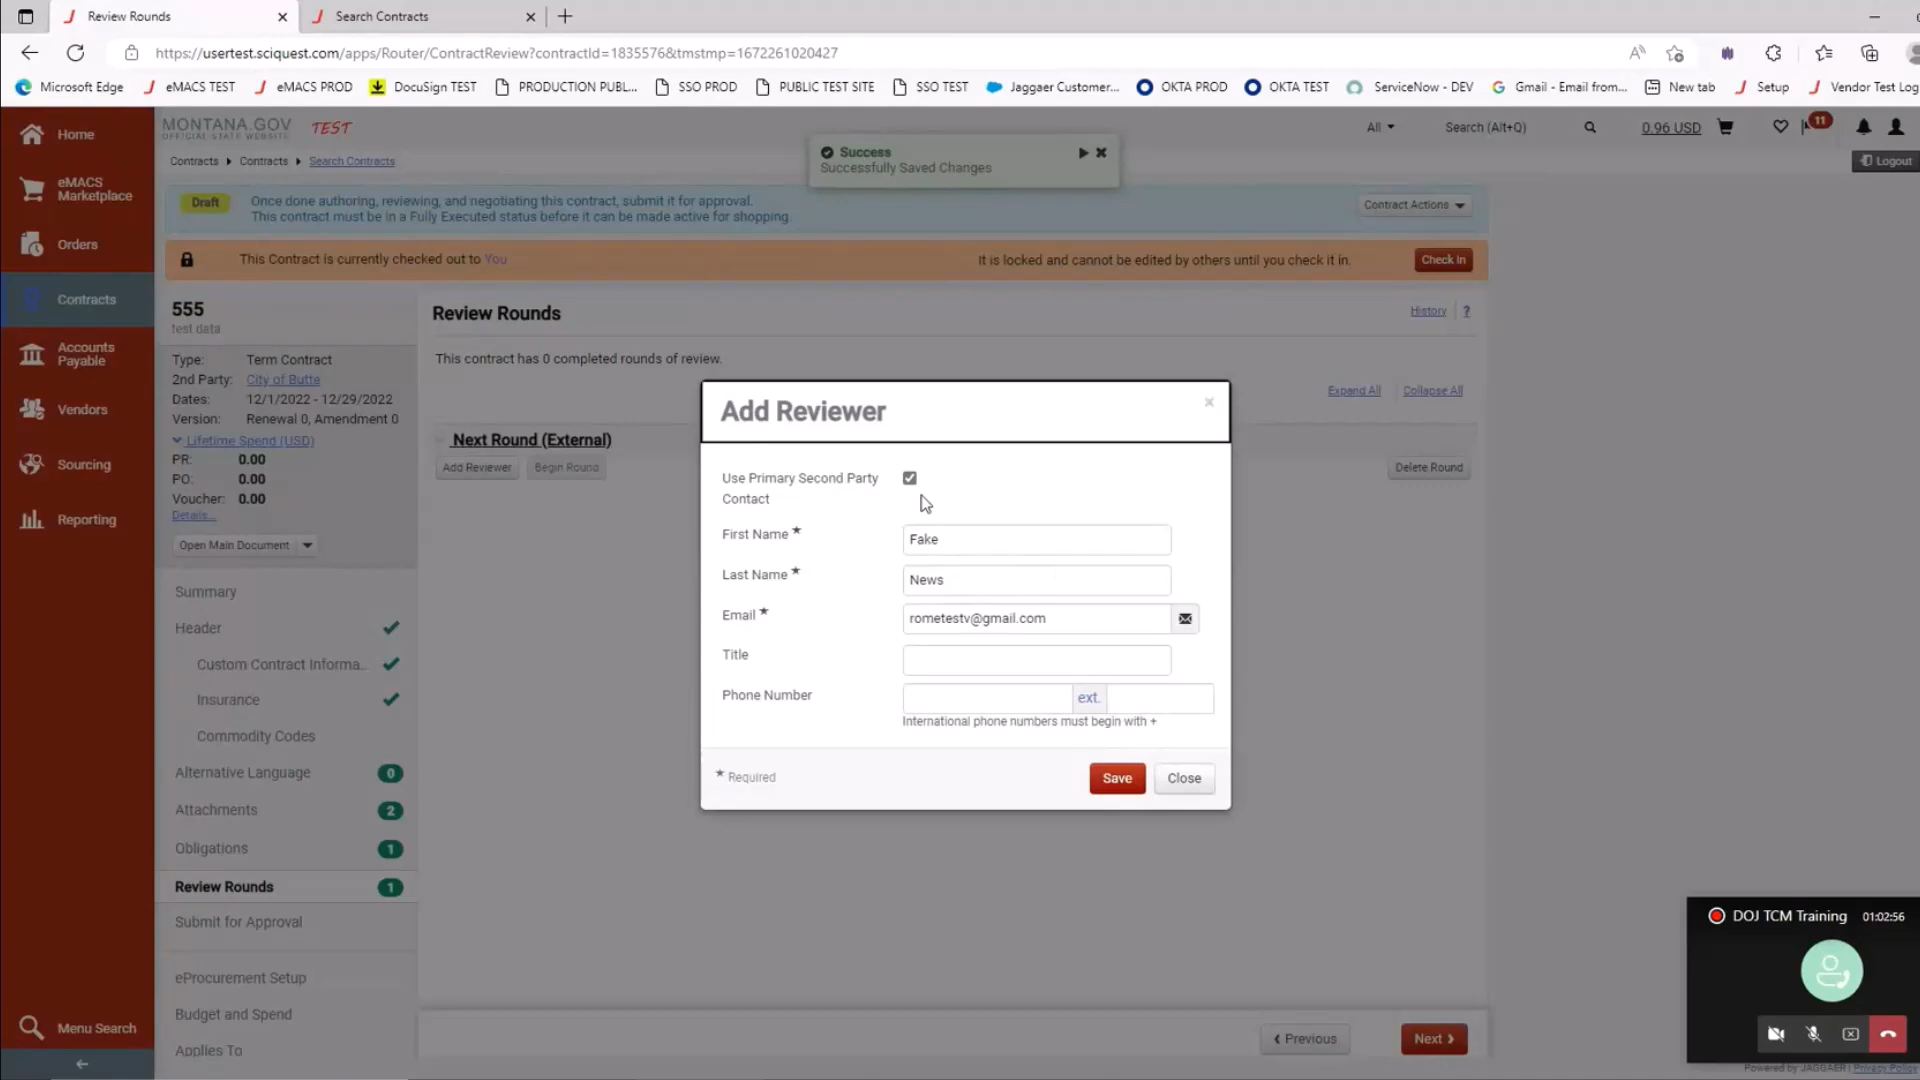 Review Rounds
Search Contracts
https://usertest.sciquest.com/apps/Router/ContractReview?contractId=1835576&tmstmp=1672261020427
Microsoft Edge
eMACS TEST
eMACS PROD
DocuSign TEST
PRODUCTION PUBL...
SSO PROD
PUBLIC TEST SITE
SSO TEST
Jaggaer Customer...
OKTA PROD
OKTA TEST
ServiceNow - DEV
Gmail - Email from...
New tab
Setup
Vendor Test Log
Home
eMACS
Marketplace
Orders
Contracts
Accounts
Payable
Vendors
Sourcing
Reporting
Menu Search
MONTANA.GOV
OFFICIAL STATE WEBSITE
TEST
All
Search (Alt+Q)
0.96 USD
11
Logout
Contracts
Contracts
Search Contracts
Success
Successfully Saved Changes
Draft
Once done authoring, reviewing, and negotiating this contract, submit it for approval.
This contract must be in a Fully Executed status before it can be made active for shopping.
Contract Actions
This Contract is currently checked out to You
It is locked and cannot be edited by others until you check it in.
Check In
555
test data
Type: Term Contract
2nd Party: City of Butte
Dates: 12/1/2022 - 12/29/2022
Version: Renewal 0, Amendment 0
Lifetime Spend (USD)
PR: 0.00
PO: 0.00
Voucher: 0.00
Details...
Open Main Document
Summary
Header
Custom Contract Informa...
Insurance
Commodity Codes
Alternative Language 0
Attachments 2
Obligations 1
Review Rounds 1
Submit for Approval
eProcurement Setup
Budget and Spend
Applies To
Review Rounds
History
?
This contract has 0 completed rounds of review.
Expand All
Collapse All
Next Round (External)
Add Reviewer
Begin Round
Delete Round
Add Reviewer
×
Use Primary Second Party
Contact
First Name * Fake
Last Name * News
Email * rometestv@gmail.com
Title
Phone Number ext.
International phone numbers must begin with +
* Required
Save
Close
Previous
Next
DOJ TCM Training 01:02:56
Powered by JAGGAER | Privacy Policy